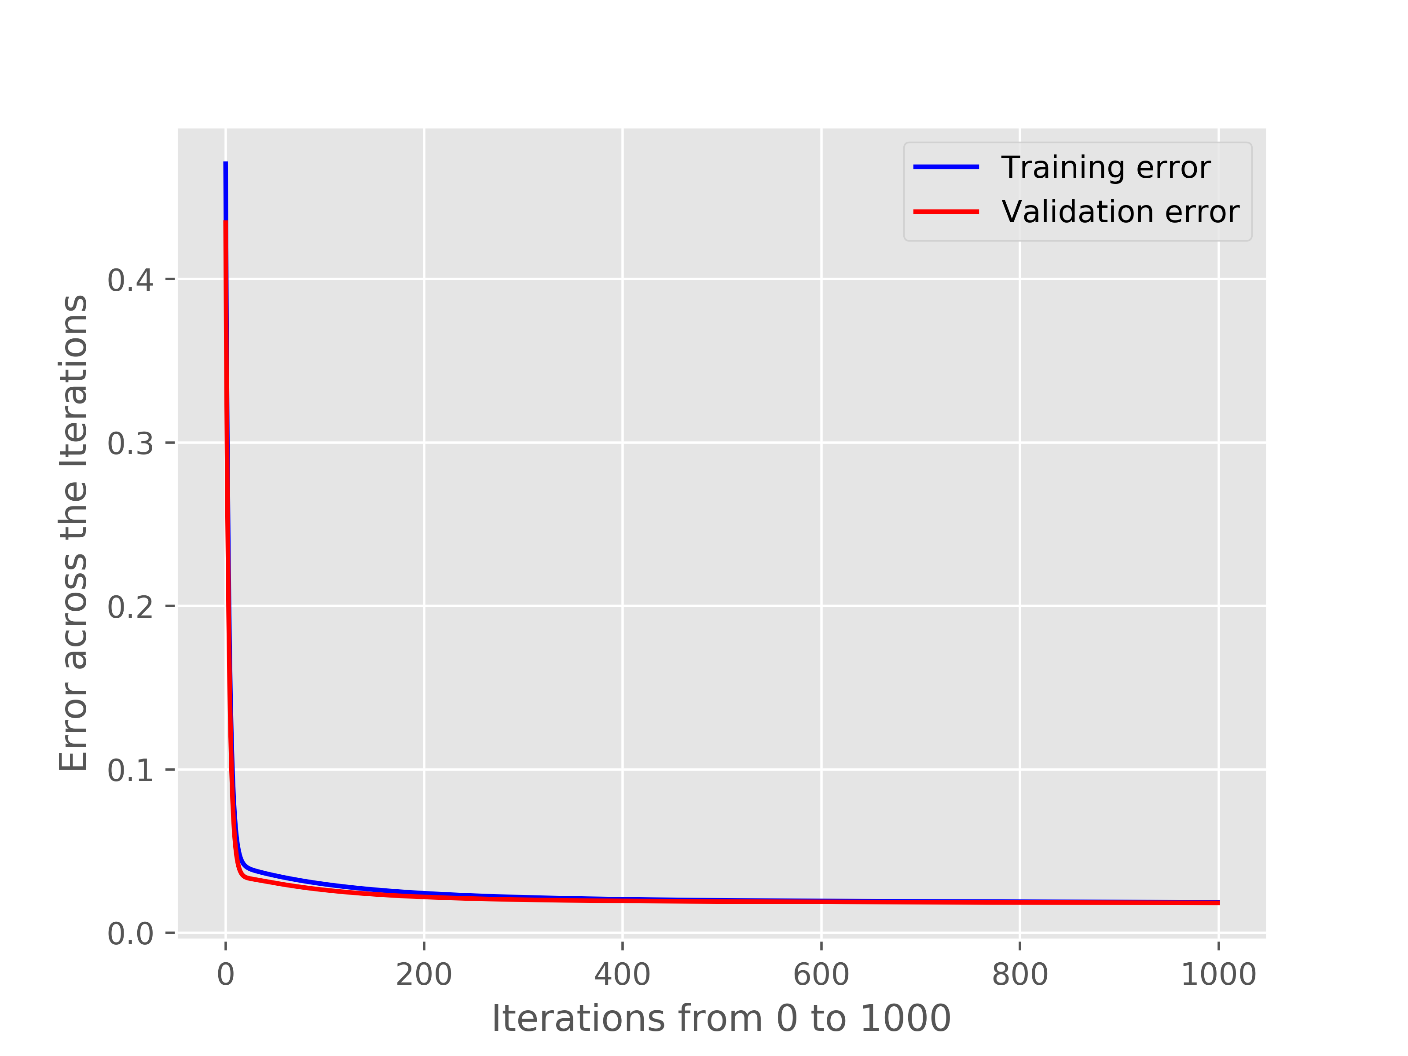 Training error
Validation error
0.4
0.3
0.2
0.1
0.0
Error across the Iterations
0 200 400 600 800 1000
Iterations from 0 to 1000